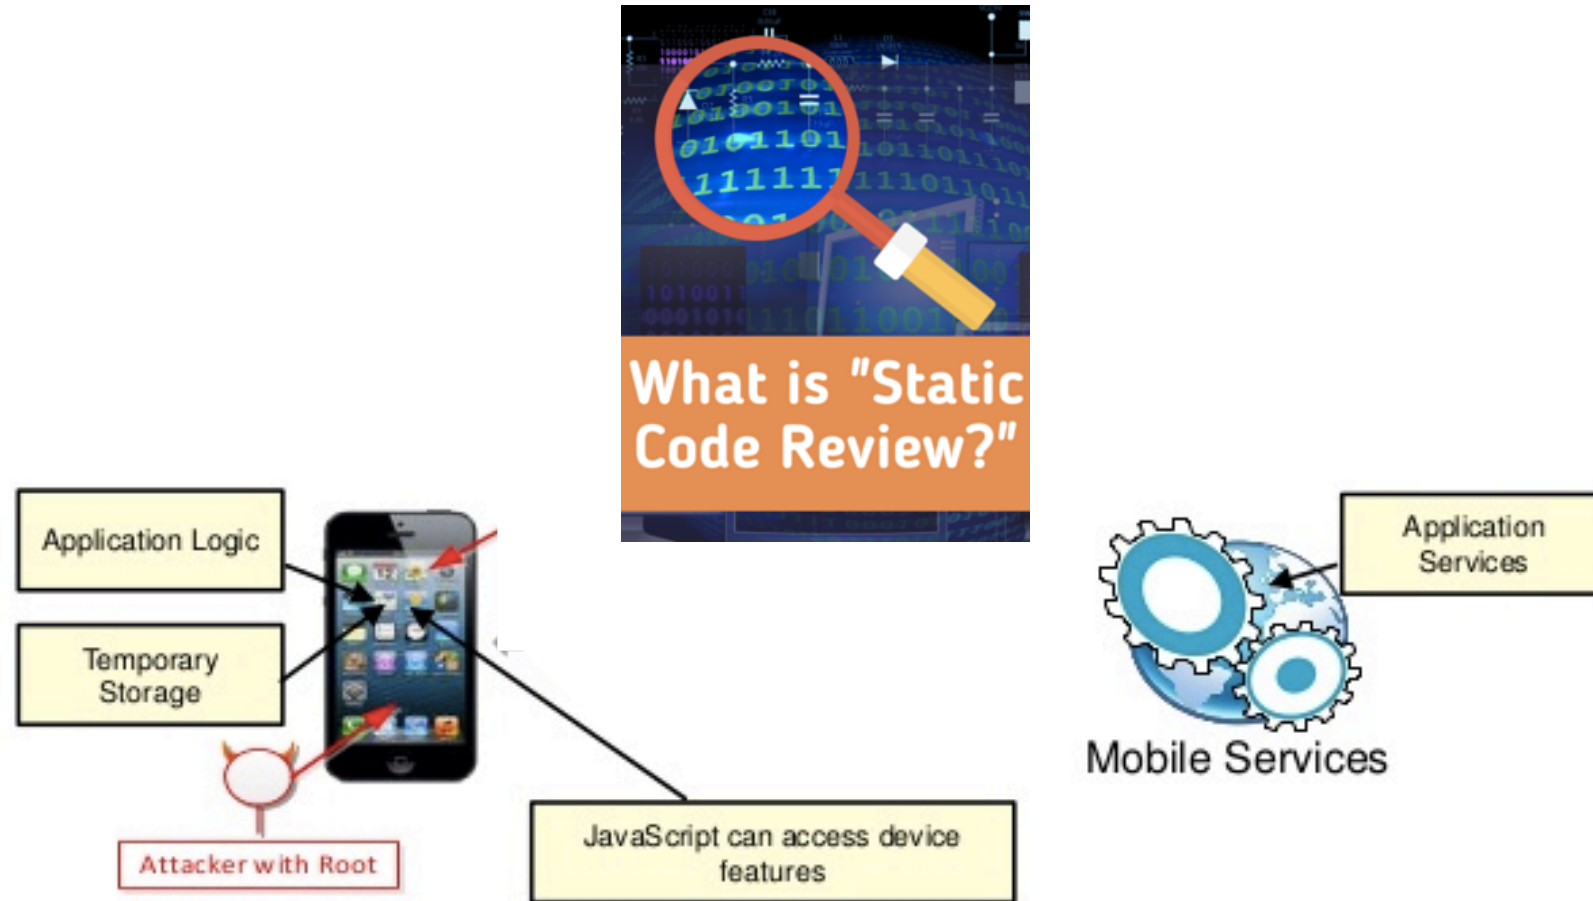 What is "Static
Code Review?"
Application Logic
Temporary
Storage
Attacker with Root
JavaScript can access device
features
Application
Services
Mobile Services